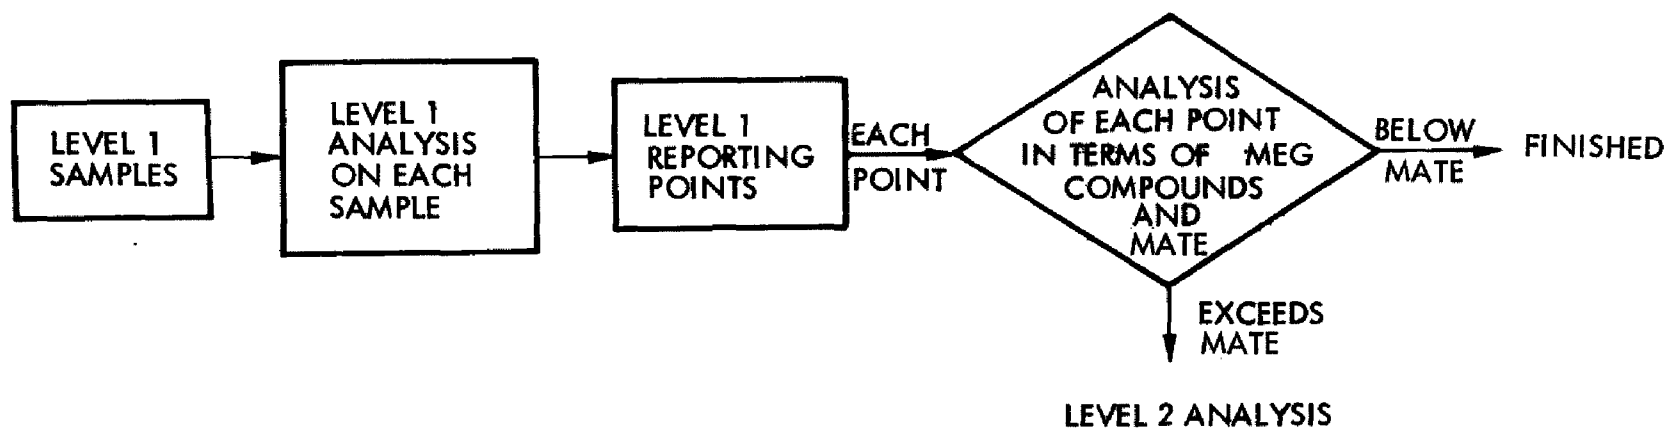 LEVEL 1
SAMPLES
LEVEL 1
ANALYSIS
ON EACH
SAMPLE
LEVEL 1
REPORTING
POINTS
EACH
POINT
ANALYSIS
OF EACH POINT
IN TERMS OF MEG
COMPOUNDS
AND
MATE
BELOW
MATE
FINISHED
EXCEEDS
MATE
LEVEL 2 ANALYSIS